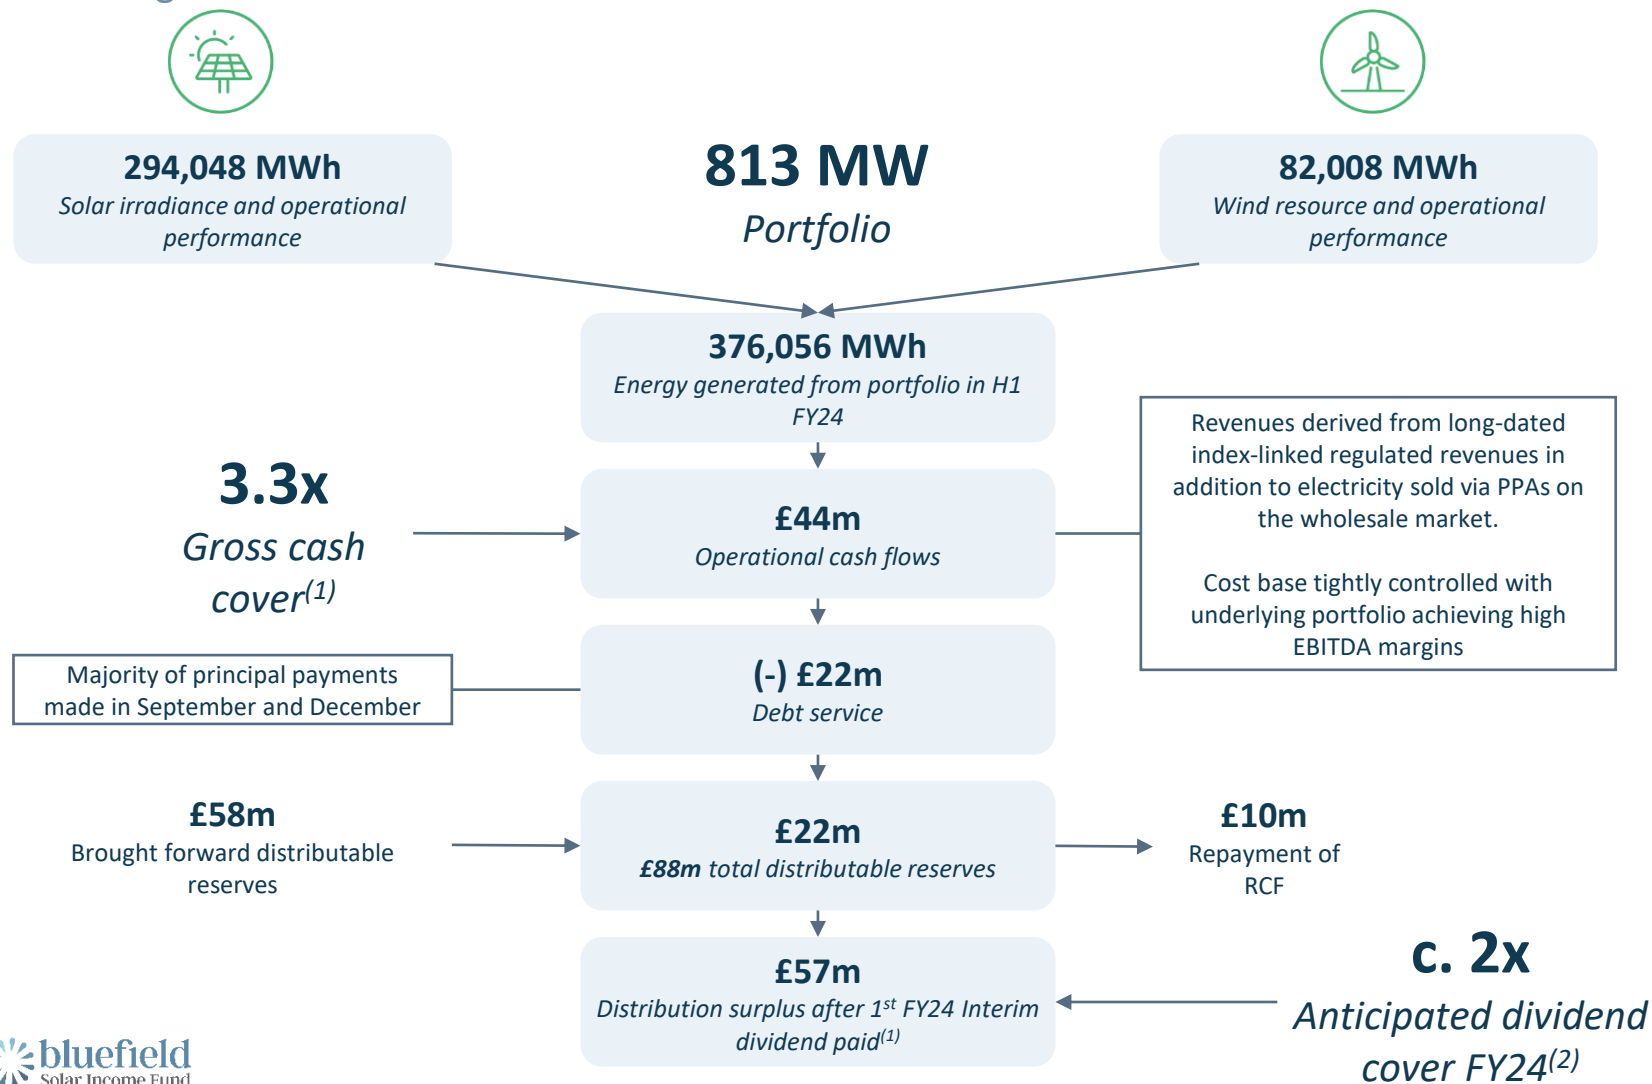 294,048 MWh
Solar irradiance and operational
performance
813 MW
Portfolio
82,008 MWh
Wind resource and operational
performance
376,056 MWh
Energy generated from portfolio in H1
FY24
3.3x
Gross cash
cover(1)
£44m
Operational cash flows
Revenues derived from long-dated
index-linked regulated revenues in
addition to electricity sold via PPAs on
the wholesale market.
Cost base tightly controlled with
underlying portfolio achieving high
EBITDA margins
Majority of principal payments
made in September and December
(-) £22m
Debt service
£58m
Brought forward distributable
reserves
£22m
£88m total distributable reserves
£10m
Repayment of
RCF
£57m
Distribution surplus after 1st FY24 Interim
dividend paid(1)
c. 2x
Anticipated dividend
cover FY24(2)
bluefield
Solar Income Fund